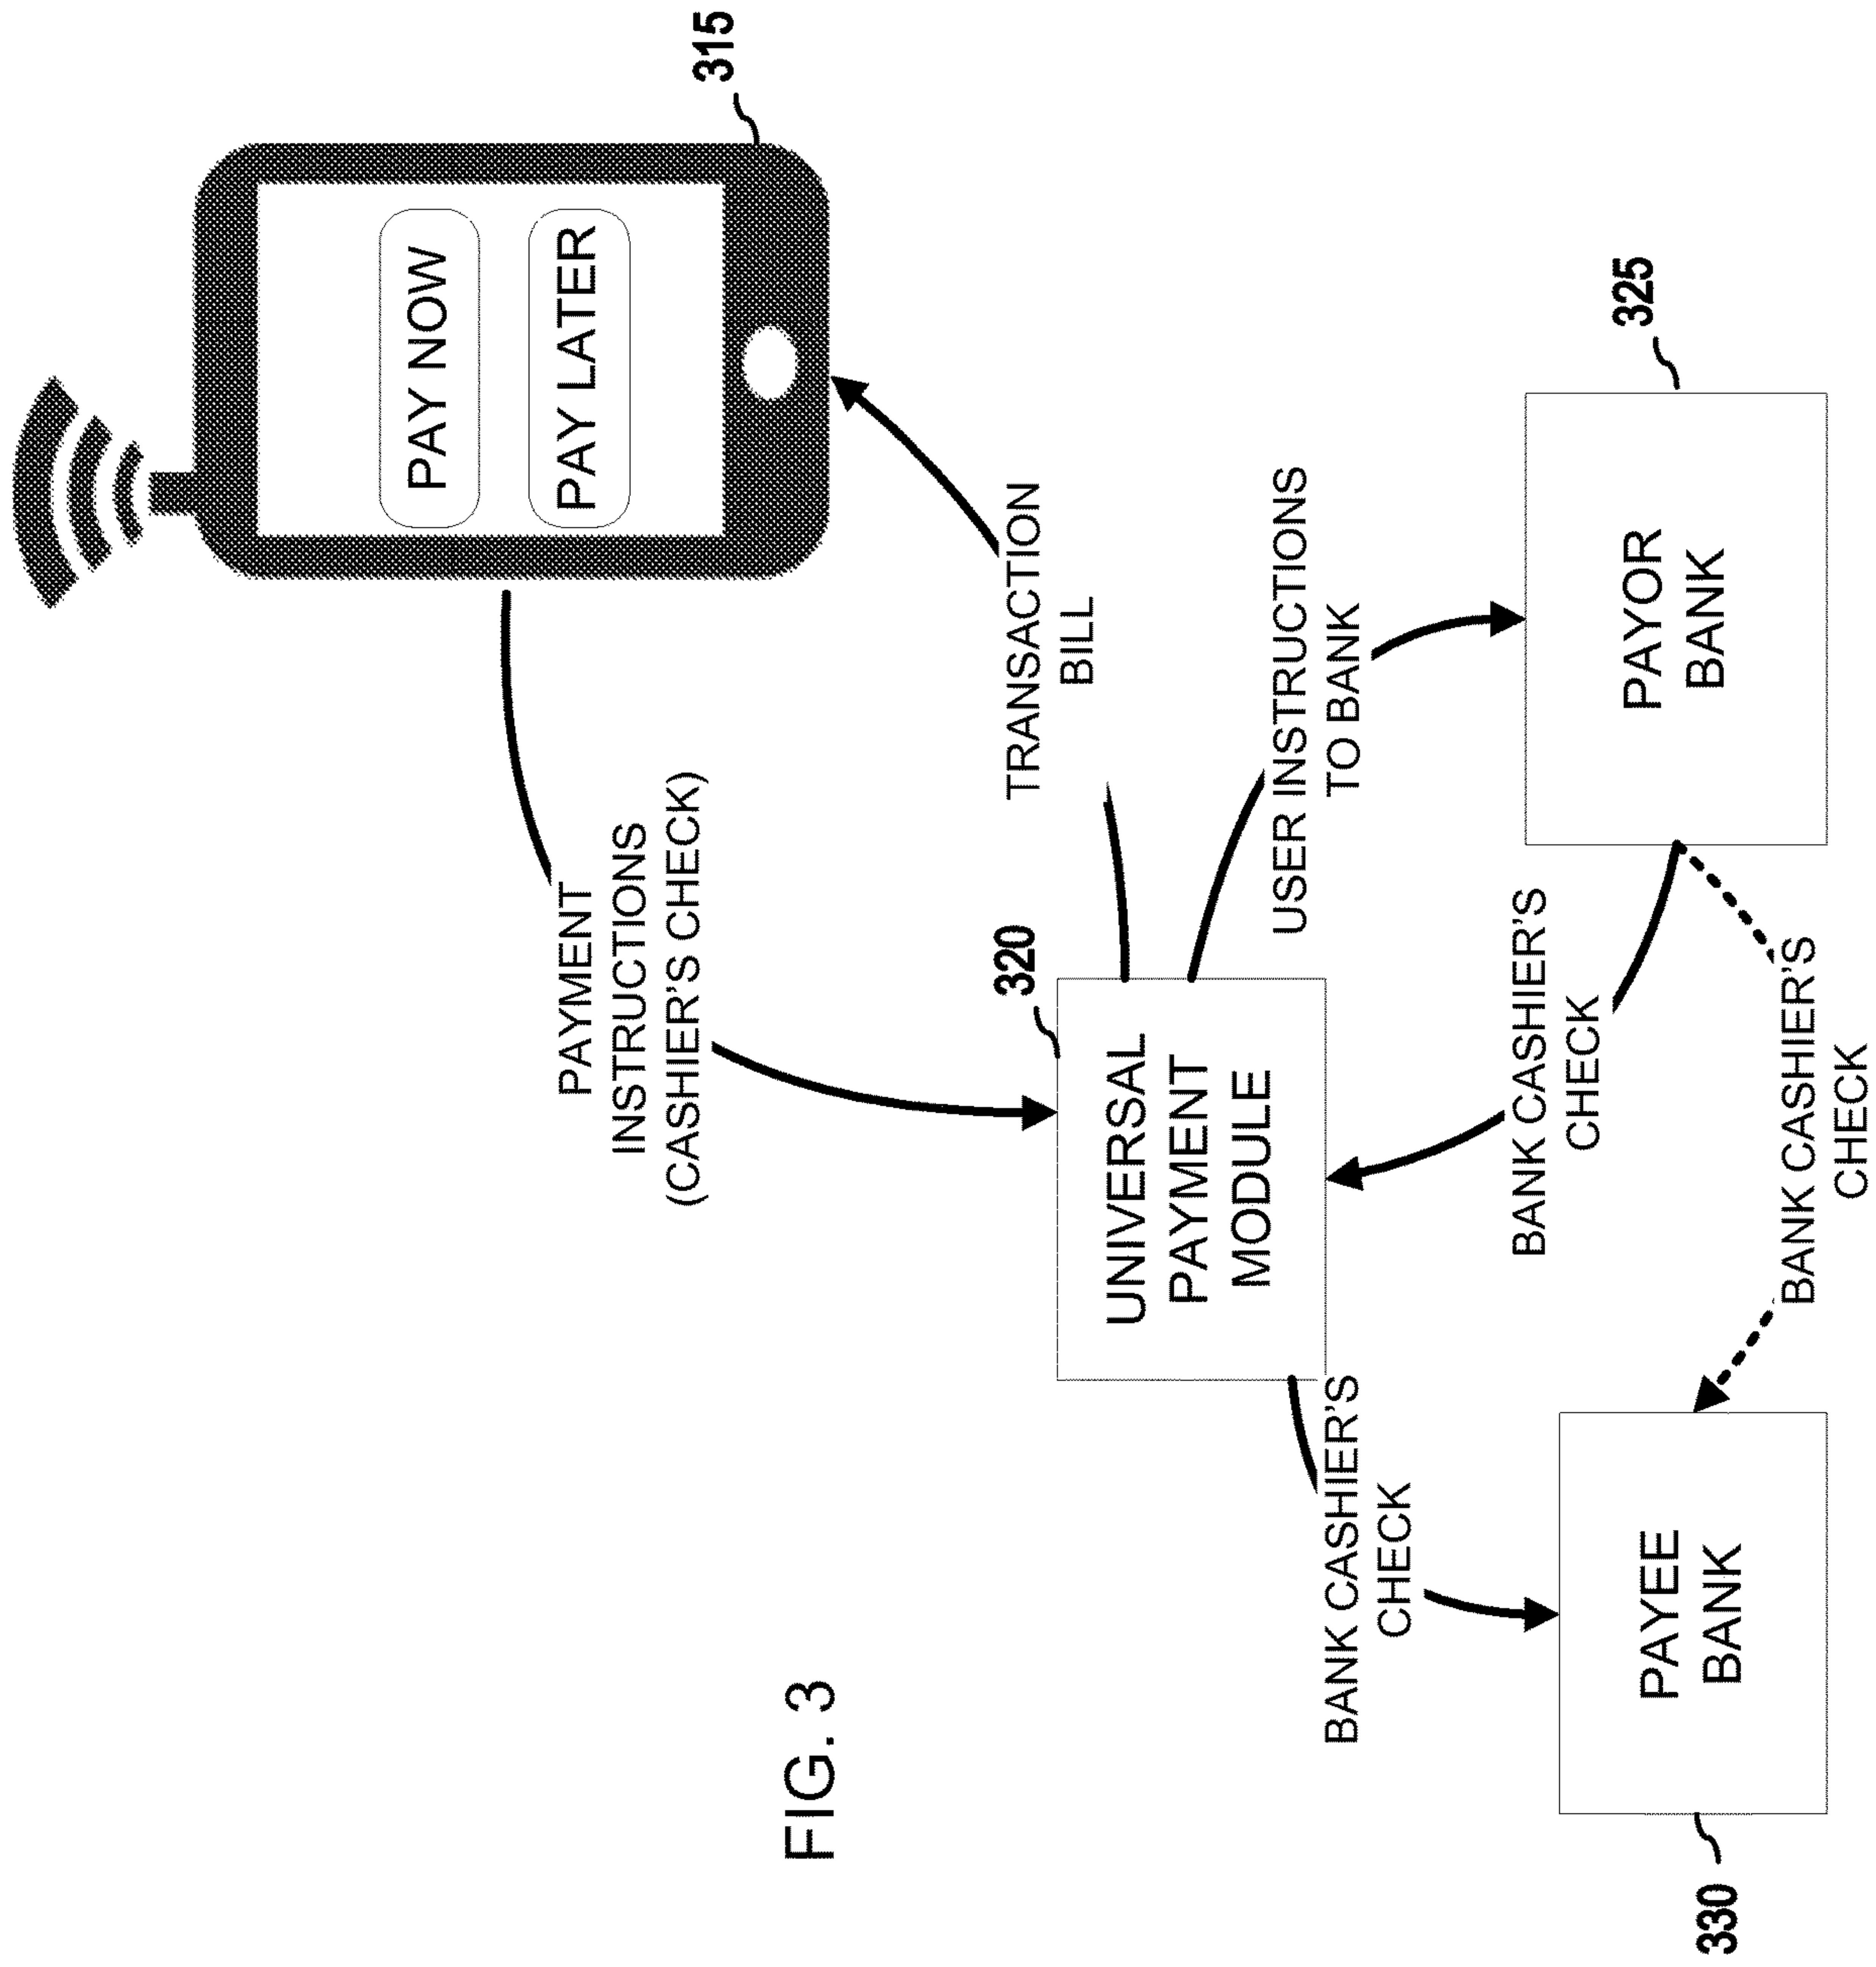 315
PAY NOW
PAY LATER
PAYMENT
INSTRUCTIONS
(CASHIER'S CHECK)
TRANSACTION
BILL
320
UNIVERSAL
PAYMENT
MODULE
USER INSTRUCTIONS
TO BANK
325
PAYOR
BANK
BANK CASHIER'S
CHECK
BANK CASHIER'S
CHECK
BANK CASHIER'S
CHECK
PAYEE
BANK
330
FIG. 3